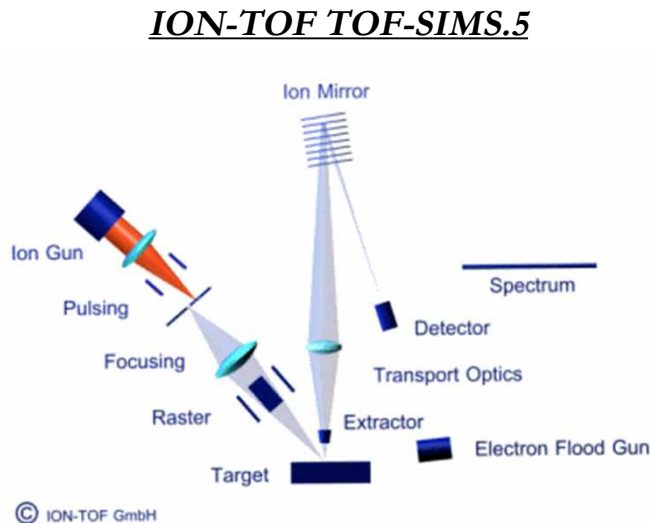 ION-TOF TOF-SIMS.5
Ion Mirror
Ion Gun
Pulsing
Spectrum
Detector
Focusing
Transport Optics
Raster
Extractor
Electron Flood Gun
Target
© ION-TOF GmbH